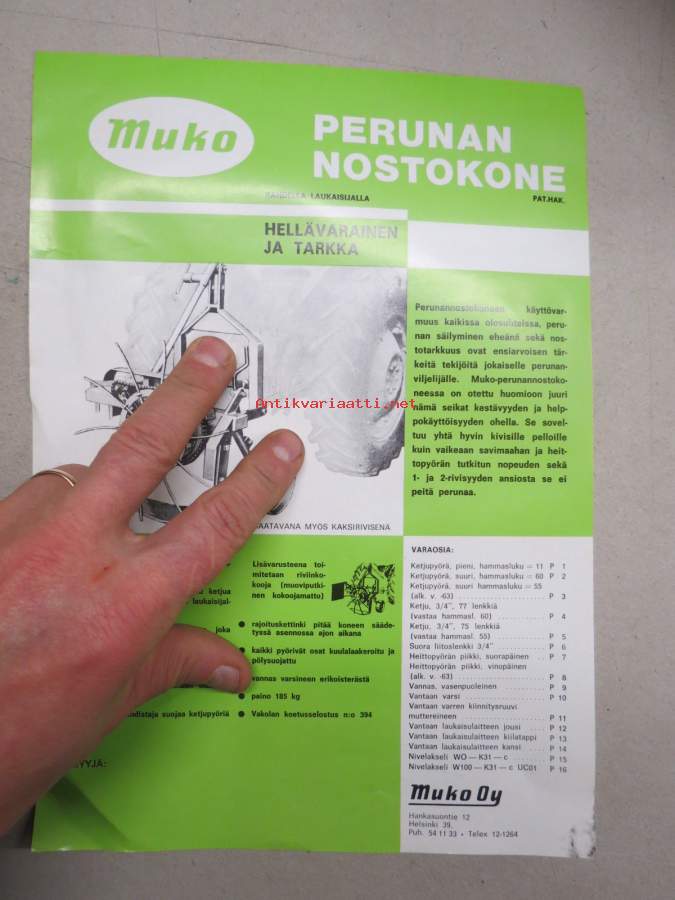 Muko
PERUNAN
NOSTOKONE
LAUKAISIJALLA
PAT.HAK.
HELLÄVARAINEN
JA TARKKA
Perunannostokoneen käyttövar-
muus kaikissa olosuhteissa, peru-
nan säilyminen eheänä sekä nos-
totarkkuus ovat ensiarvoisen tär-
keitä tekijöitä jokaiselle perunan-
viljelijälle. Muko-perunannostoko-
neessa on otettu huomioon juuri
nämä seikat kestävyyden ja help-
pokäyttöisyyden ohella. Se sovel-
tuu yhtä hyvin kivisille pelloille
kuin vaikeaan savimaahan ja heit-
topyörän tutkitun nopeuden sekä
1- ja 2-rivisyyden ansiosta se ei
peitä perunaa.
Antikvariaatti.net
SAATAVANA MYÖS KAKSIRIVISENÄ
Lisävarusteena toi-
mitetaan riviinko-
kooja (muoviputki-
nen kokoojamatto)
ketjua
laukaisijal-
joka
● rajoituskettinki pitää koneen sääde-
tyssä asennossa ajon aikana
● kaikki pyörivät osat kuulalaakeroitu ja
pölysuojattu
vannas varsineen erikoisterästä
● paino 185 kg
● Vakolan koetusselostus n:o 394
suojaa ketjupyöriä
YYJÄ:
VARAOSIA:
Ketjupyörä, pieni, hammasluku = 11 P 1
Ketjupyörä, suuri, hammasluku = 60 P 2
Ketjupyörä, suuri hammasluku = 55
(alk. v. -63) P 3
Ketju, 3/4", 77 lenkkiä
(vastaa hammasl. 60) P 4
Ketju, 3/4", 75 lenkkiä
(vastaa hammasl. 55) P 5
Suora liitoslenkki 3/4" P 6
Heittopyörän piikki, suorapäinen P 7
Heittopyörän piikki, vinopäinen
(alk. v. -63) P 8
Vannas, vasenpuoleinen P 9
Vantaan varsi P 10
Vantaan varren kiinnitysruuvi
muttereineen P 11
Vantaan laukaisulaitteen jousi P 12
Vantaan laukaisulaitteen kiilatappi P 13
Vantaan laukaisulaitteen kansi P 14
Nivelakseli WO — K31 — c P 15
Nivelakseli W100 — K31 — c UC01 P 16
Muko Oy
Hankasuontie 12
Helsinki 39,
Puh. 54 11 33 • Telex 12-1264